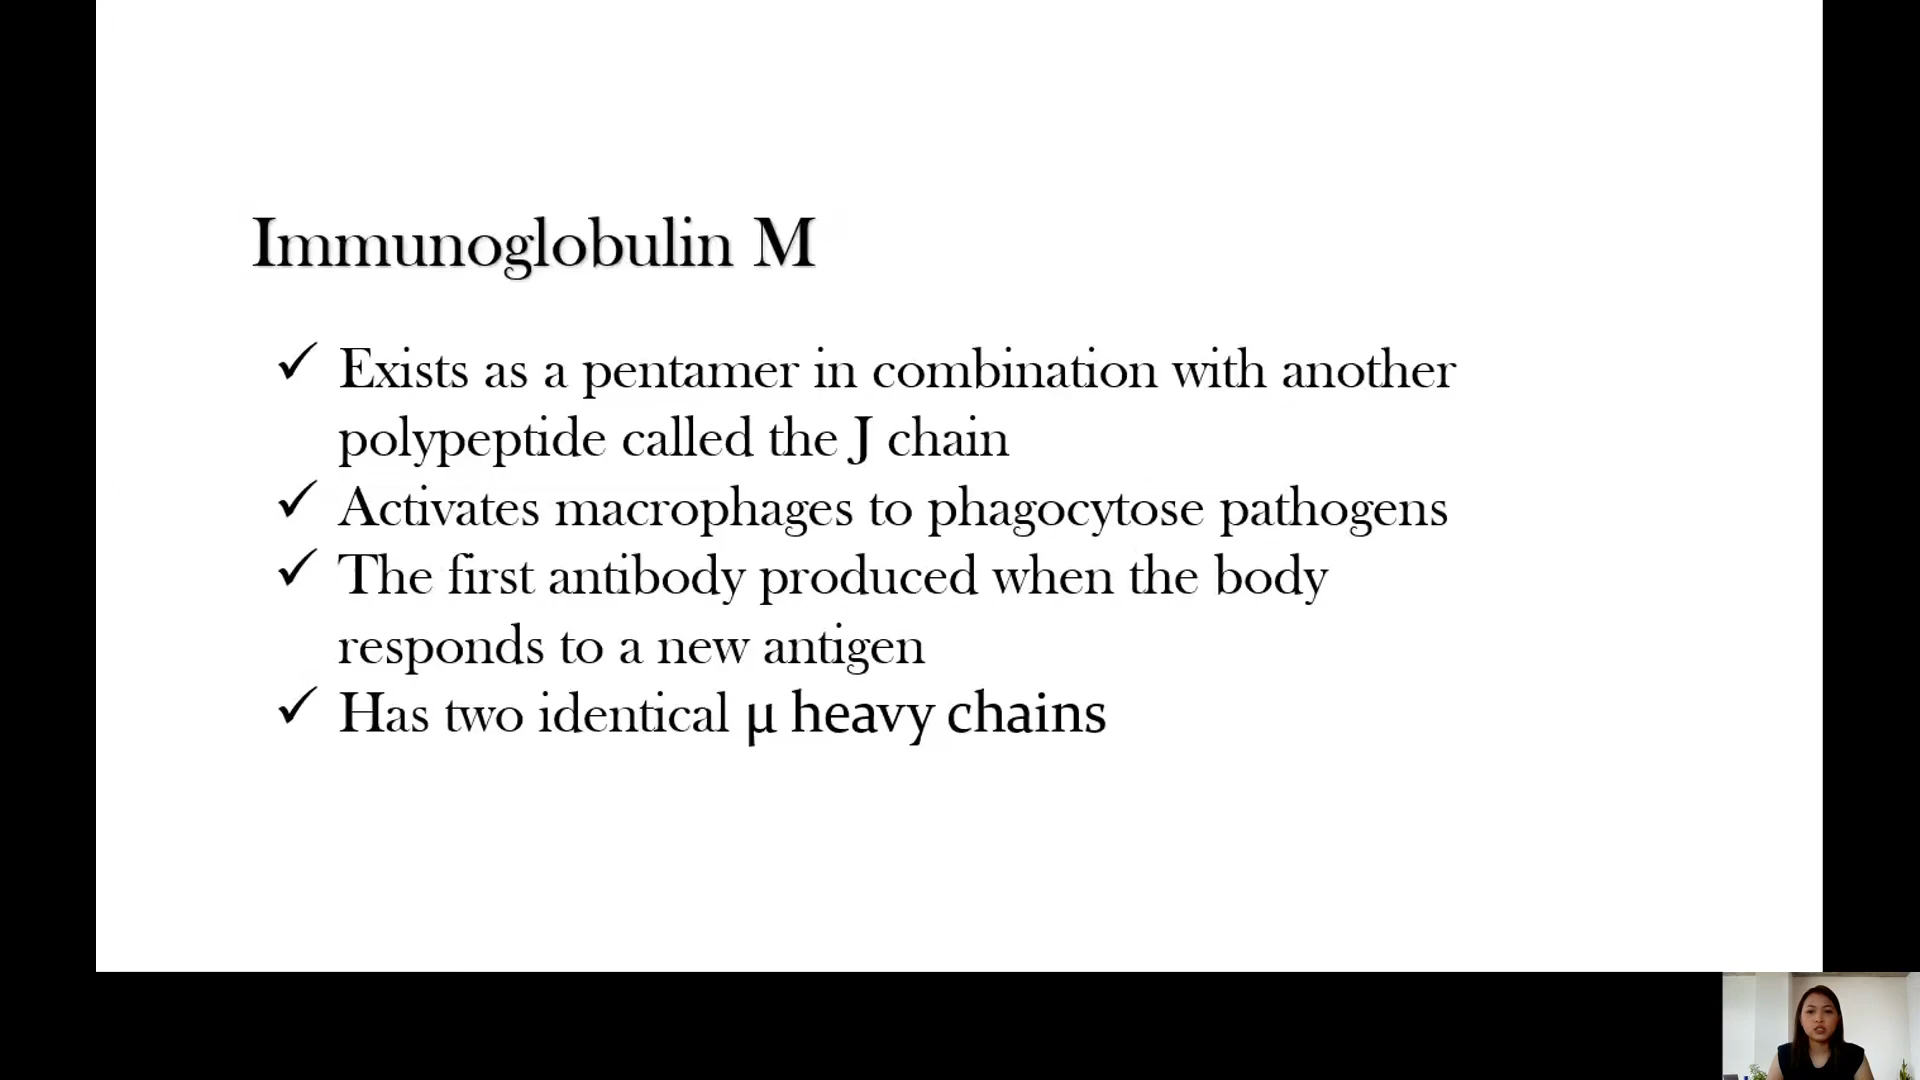 Immunoglobulin M
✓ Exists as a pentamer in combination with another
polypeptide called the J chain
✓ Activates macrophages to phagocytose pathogens
✓ The first antibody produced when the body
responds to a new antigen
✓ Has two identical µ heavy chains